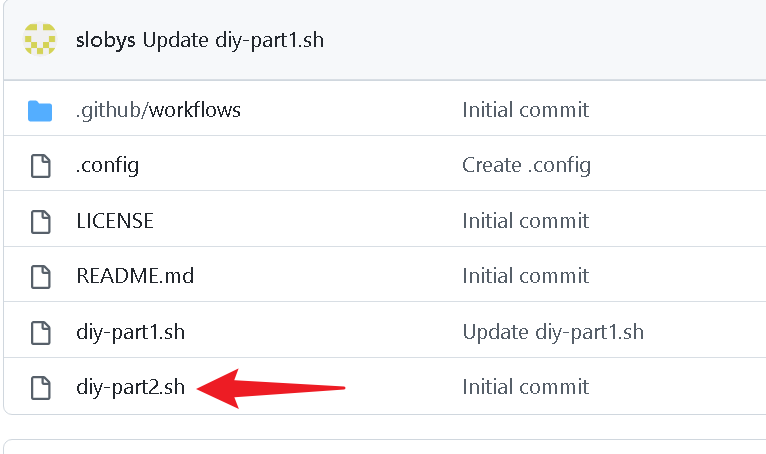 slobys Update diy-part1.sh
.github/workflows Initial commit
.config Create .config
LICENSE Initial commit
README.md Initial commit
diy-part1.sh Update diy-part1.sh
diy-part2.sh Initial commit